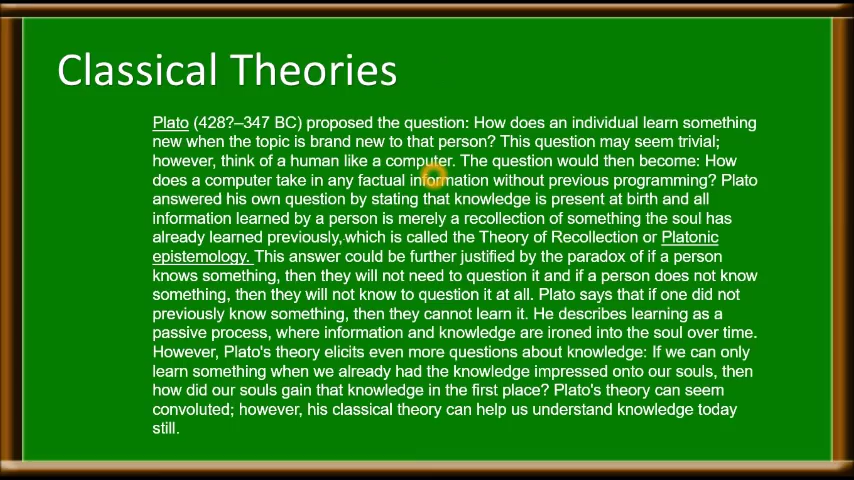 Classical Theories
Plato (428?–347 BC) proposed the question: How does an individual learn something
new when the topic is brand new to that person? This question may seem trivial;
however, think of a human like a computer. The question would then become: How
does a computer take in any factual information without previous programming? Plato
answered his own question by stating that knowledge is present at birth and all
information learned by a person is merely a recollection of something the soul has
already learned previously, which is called the Theory of Recollection or Platonic
epistemology. This answer could be further justified by the paradox of if a person
knows something, then they will not need to question it and if a person does not know
something, then they will not know to question it at all. Plato says that if one did not
previously know something, then they cannot learn it. He describes learning as a
passive process, where information and knowledge are ironed into the soul over time.
However, Plato's theory elicits even more questions about knowledge: If we can only
learn something when we already had the knowledge impressed onto our souls, then
how did our souls gain that knowledge in the first place? Plato's theory can seem
convoluted; however, his classical theory can help us understand knowledge today
still.